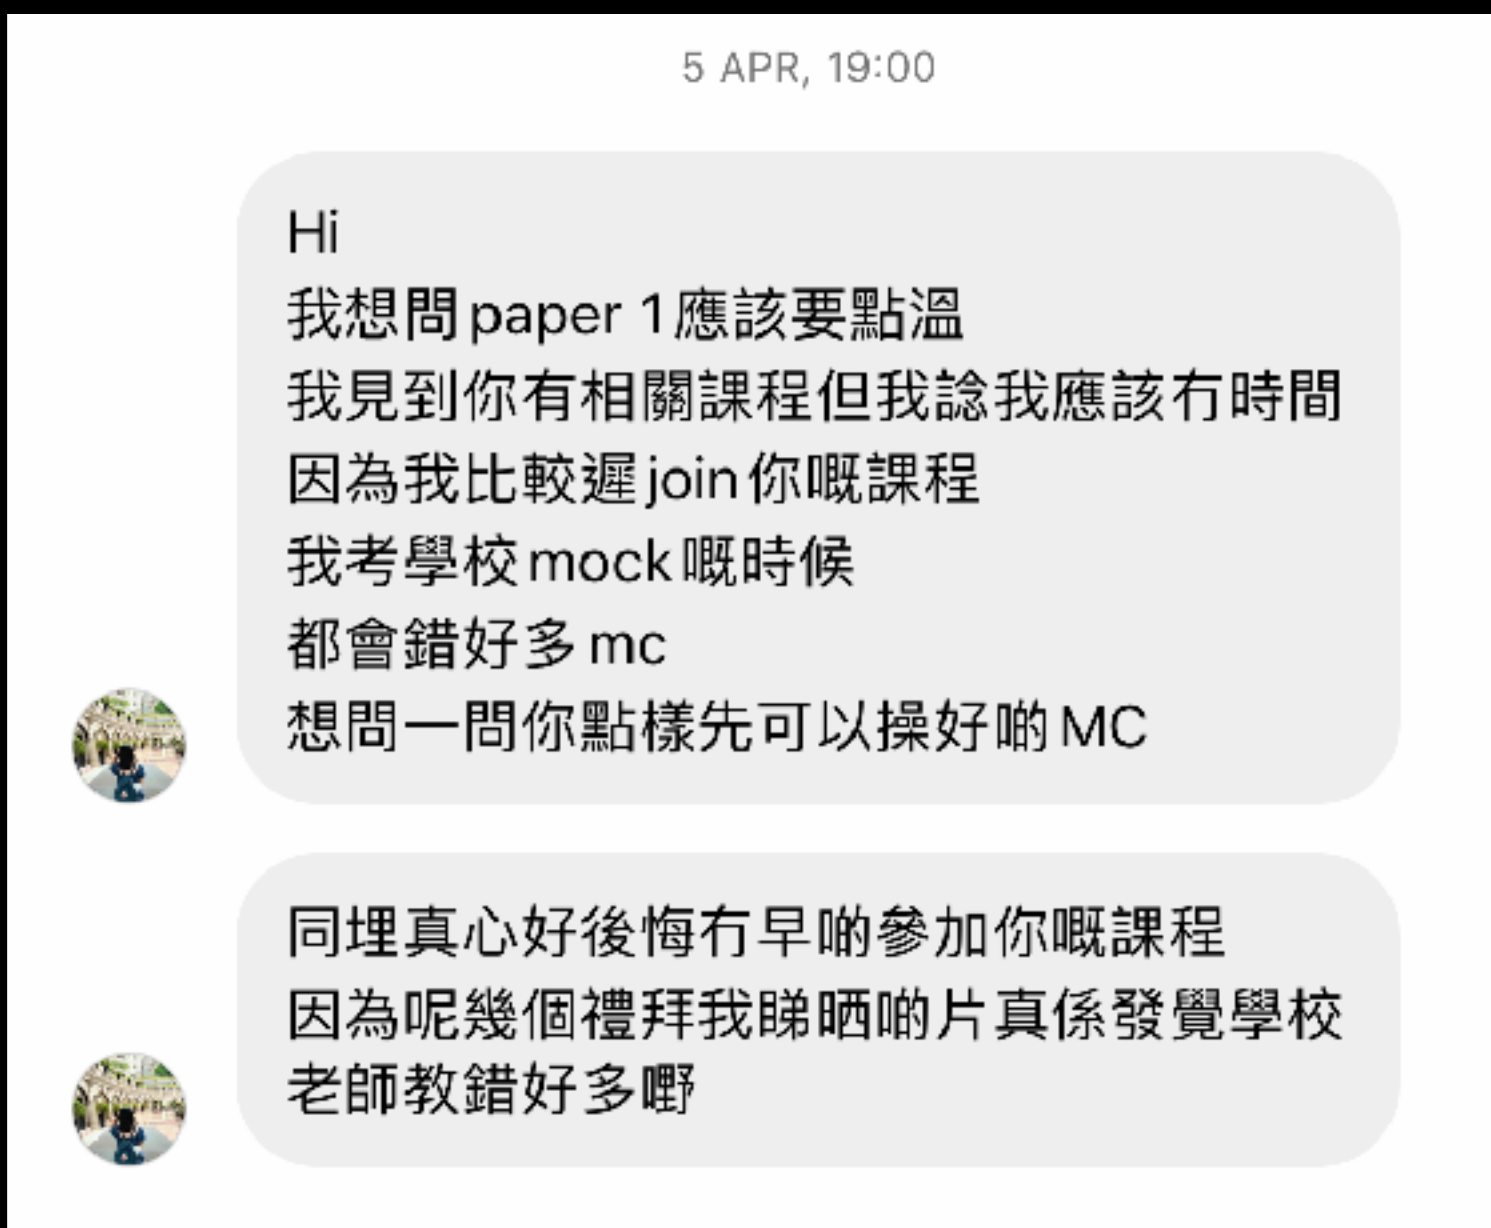 5 APR, 19:00
Hi
我想問paper 1應該要點溫
我見到你有相關課程但我諗我應該冇時間
因為我比較遲join你嘅課程
我考學校mock嘅時候
都會錯好多mc
想問一問你點樣先可以操好啲MC
同埋真心好後悔冇早啲參加你嘅課程
因為呢幾個禮拜我睇晒啲片真係發覺學校
老師教錯好多嘢